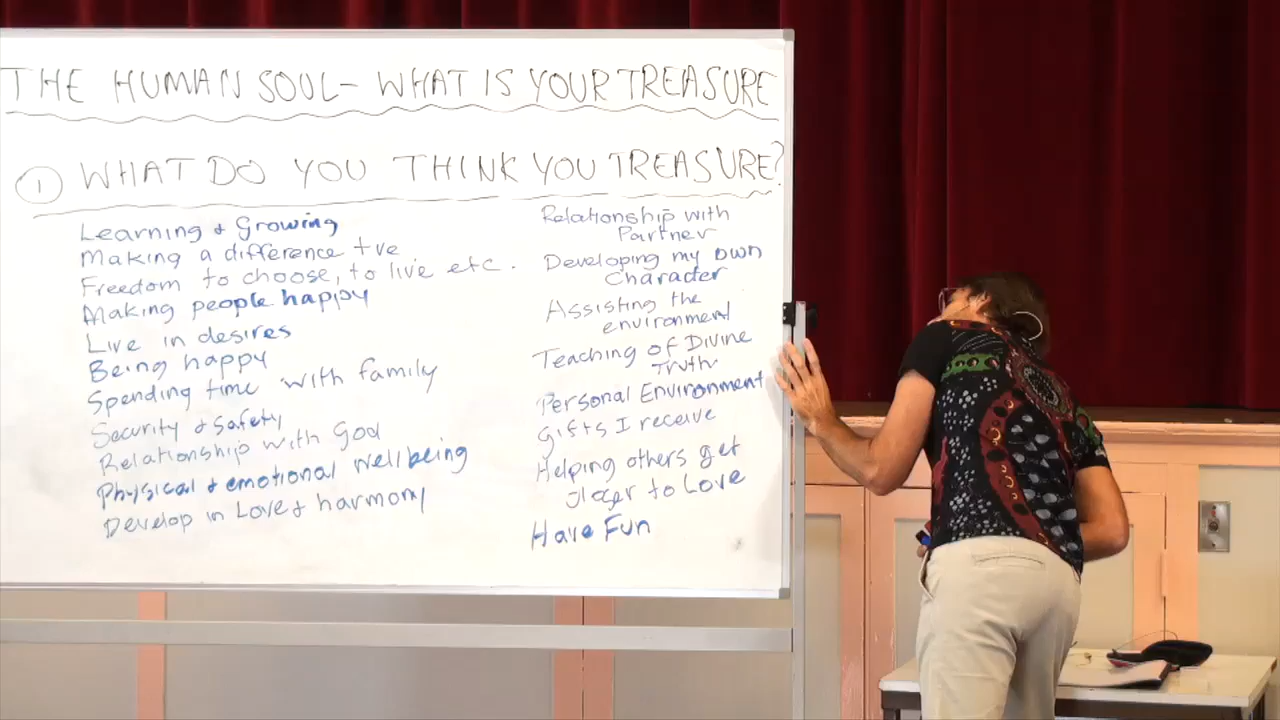 THE HUMAN SOUL - WHAT IS YOUR TREASURE
① WHAT DO YOU THINK YOU TREASURE?
Learning & Growing
Making a difference +ve
Freedom to choose, to live etc.
Making people happy
Live in desires
Being happy
Spending time with family
Security & Safety
Relationship with God
Physical & emotional wellbeing
Develop in Love & harmony
Relationship with
Partner
Developing my own
Character
Assisting the
environment
Teaching of Divine
Truth
Personal Environment
Gifts I receive
Helping others get
closer to Love
Have Fun